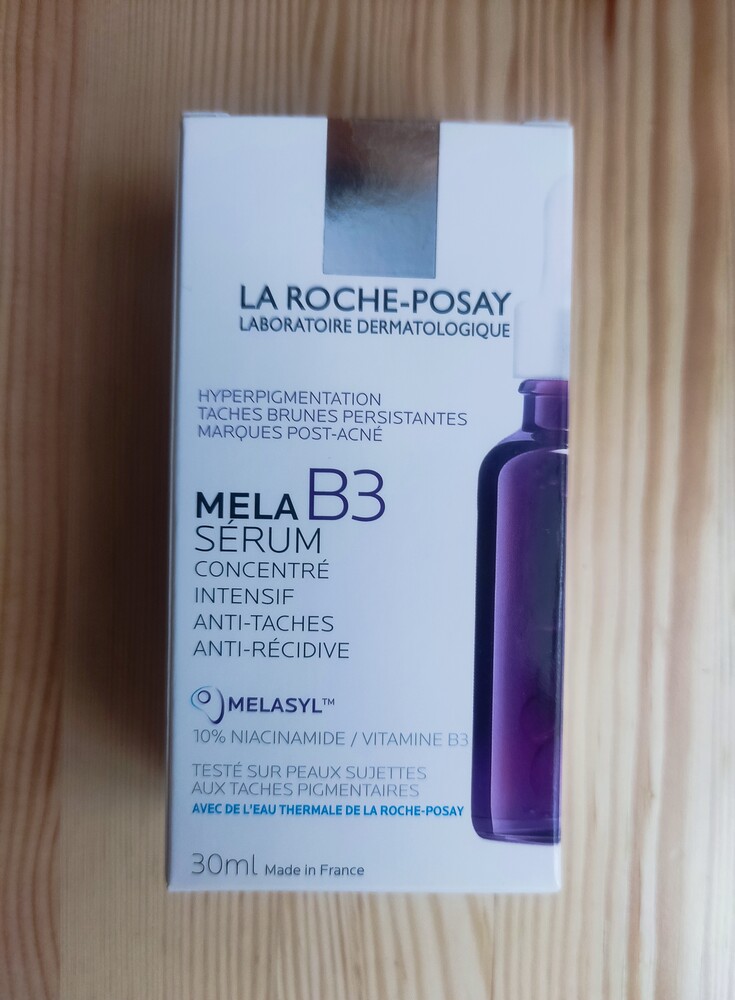 LA ROCHE-POSAY
LABORATOIRE DERMATOLOGIQUE
HYPERPIGMENTATION
TACHES BRUNES PERSISTANTES
MARQUES POST-ACNÉ
MELA B3
SÉRUM
CONCENTRÉ
INTENSIF
ANTI-TACHES
ANTI-RÉCIDIVE
MELASYL™
10% NIACINAMIDE / VITAMINE B3
TESTÉ SUR PEAUX SUJETTES
AUX TACHES PIGMENTAIRES
AVEC DE L'EAU THERMALE DE LA ROCHE-POSAY
30ml Made in France